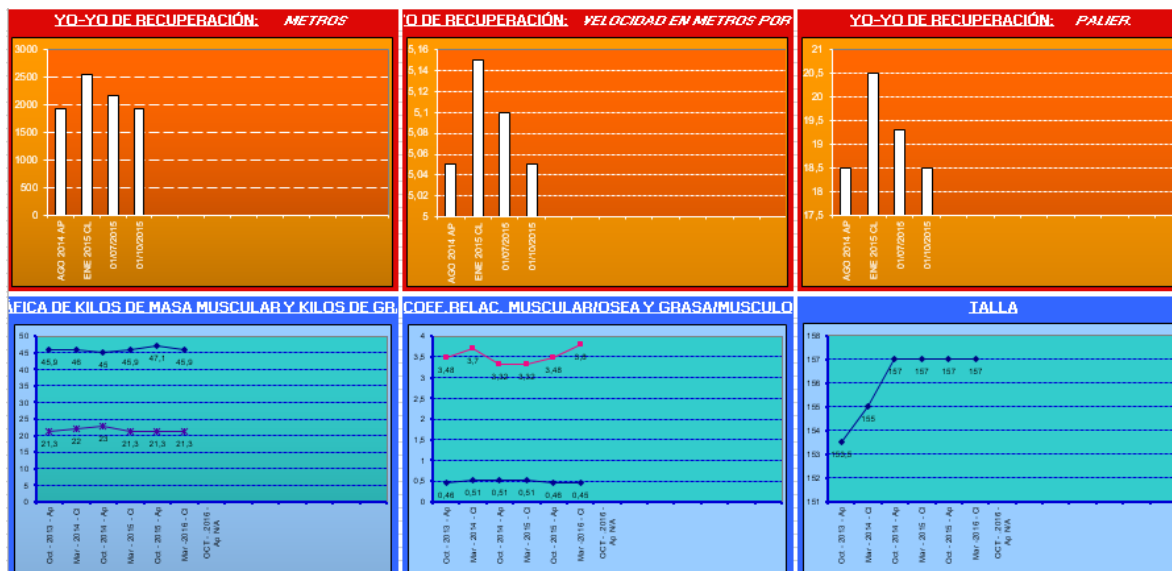 YO-YO DE RECUPERACIÓN: METROS
3000
2500
2000
1500
1000
500
0
AGO 2014 AP
ENE 2015 CL
01/07/2015
01/10/2015
YO DE RECUPERACIÓN: VELOCIDAD EN METROS POR
5,16
5,14
5,12
5,1
5,08
5,06
5,04
5,02
5
AGO 2014 AP
ENE 2015 CL
01/07/2015
01/10/2015
YO-YO DE RECUPERACIÓN: PALIER.
21
20,5
20
19,5
19
18,5
18
17,5
AGO 2014 AP
ENE 2015 CL
01/07/2015
01/10/2015
ÁFICA DE KILOS DE MASA MUSCULAR Y KILOS DE GRA
50
45
40
35
30
25
20
15
10
5
0
45,9 46 45 45,9 47,1 45,9
21,3 22 23 21,3 21,3 21,3
Oct - 2013 - Ap
Mar - 2014 - Cl
Oct - 2014 - Ap
Mar - 2015 - Cl
Oct - 2015 - Ap
Mar - 2016 - Cl
OCT - .2016 -
Ap N/A
COEF.RELAC. MUSCULAR/OSEA Y GRASA/MUSCULO
4
3,5
3
2,5
2
1,5
1
0,5
0
3,48 3,7 3,33 3,33 3,48
0,46 0,51 0,51 0,51 0,46 0,45
Oct - 2013 - Ap
Mar - 2014 - Cl
Oct - 2014 - Ap
Mar - 2015 - Cl
Oct - 2015 - Ap
Mar - 2016 - Cl
OCT - .2016 -
Ap N/A
TALLA
158
157
156
155
154
153
152
151
153,5 155 157 157 157 157
Oct - 2013 - Ap
Mar - 2014 - Cl
Oct - 2014 - Ap
Mar - 2015 - Cl
Oct - 2015 - Ap
Mar - 2016 - Cl
OCT - .2016 -
Ap N/A